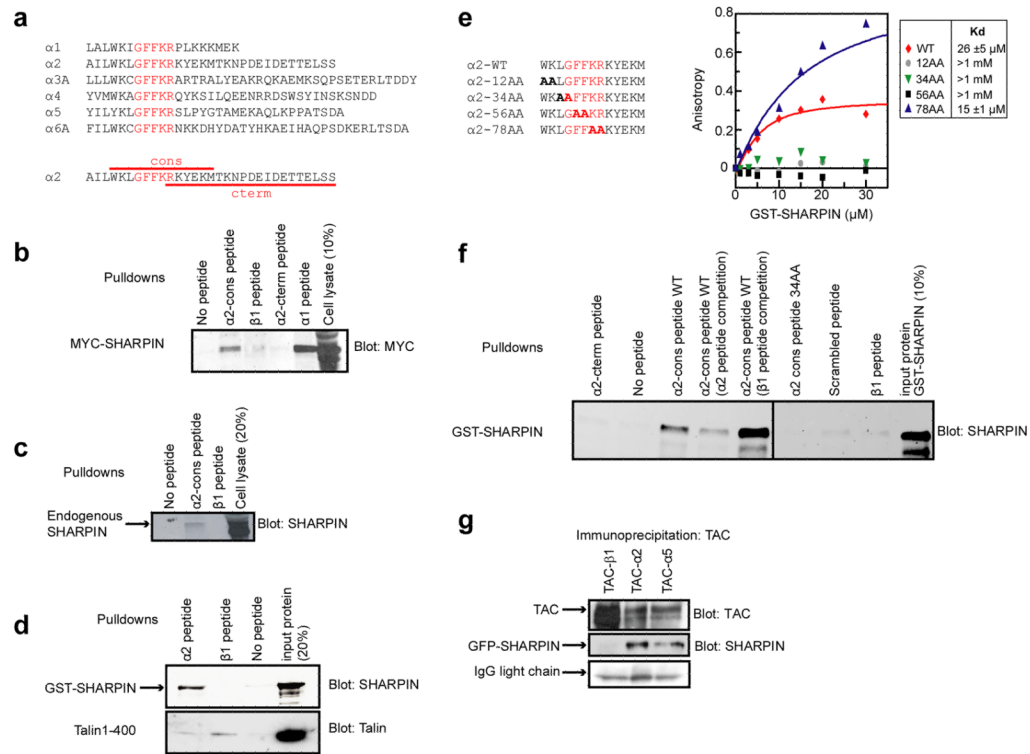 a
α1 LALWKIGFFKRPLKKKMEK
α2 AILWKLGFFKRKYEKMTKNPDEIDETTELSS
α3A LLLWKCGFFKRARTRALYEAKRQKAEMKSQPSETERLTDDY
α4 YVMWKAGFFKRQYKSILQEENRRDSWSYINSKSNDD
α5 YKLGFFKRSLPYGTAMEKAQLKPPATSDA
α6A FILWKCGFFKRNKKDHYDATYHKAEIHAQPSDKERLTSDA
cons
α2 AILWKLGFFKRKYEKMTKNPDEIDETTELSS
cterm
b
Pulldowns
No peptide
α2-cons peptide
β1 peptide
α2-cterm peptide
α1 peptide
Cell lysate (10%)
MYC-SHARPIN
Blot: MYC
c
Pulldowns
No peptide
α2-cons peptide
β1 peptide
Cell lysate (20%)
Endogenous
SHARPIN
Blot: SHARPIN
d
Pulldowns
α2 peptide
β1 peptide
No peptide
input protein
(20%)
GST-SHARPIN
Blot: SHARPIN
Talin1-400
Blot: Talin
e
α2-WT WKLGFFKRKYEKM
α2-12AA AALGFFKRKYEKM
α2-34AA WKAAFFKRKYEKM
α2-56AA WKLGAAKRKYEKM
α2-78AA WKLGFFAAKYEKM
Anisotropy
0.8
0.6
0.4
0.2
0.0
0 10 20 30
GST-SHARPIN (µM)
Kd
WT 26 ±5 µM
12AA >1 mM
34AA >1 mM
56AA >1 mM
78AA 15 ±1 µM
f
Pulldowns
α2-cterm peptide
No peptide
α2-cons peptide WT
α2-cons peptide WT
(α2 peptide competition)
α2-cons peptide WT
(β1 peptide competition)
α2 cons peptide 34AA
Scrambled peptide
β1 peptide
input protein
GST-SHARPIN (10%)
GST-SHARPIN
Blot: SHARPIN
g
Immunoprecipitation: TAC
TAC-β1
TAC-α2
TAC-α5
TAC
Blot: TAC
GFP-SHARPIN
Blot: SHARPIN
IgG light chain